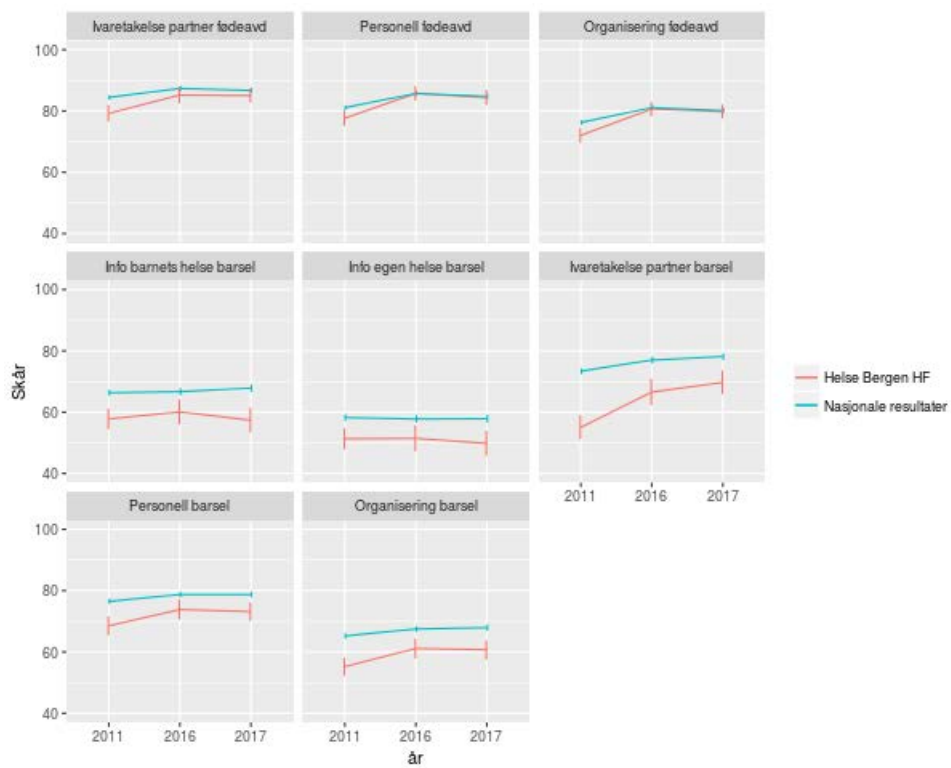 Ivaretakelse partner fødeavd
Personell fødeavd
Organisering fødeavd
100
80
60
40
Info barnets helse barsel
Info egen helse barsel
Ivaretakelse partner barsel
100
80
60
40
2011 2016 2017
Personell barsel
Organisering barsel
100
80
60
40
2011 2016 2017
2011 2016 2017
Skår
år
Helse Bergen HF
Nasjonale resultater